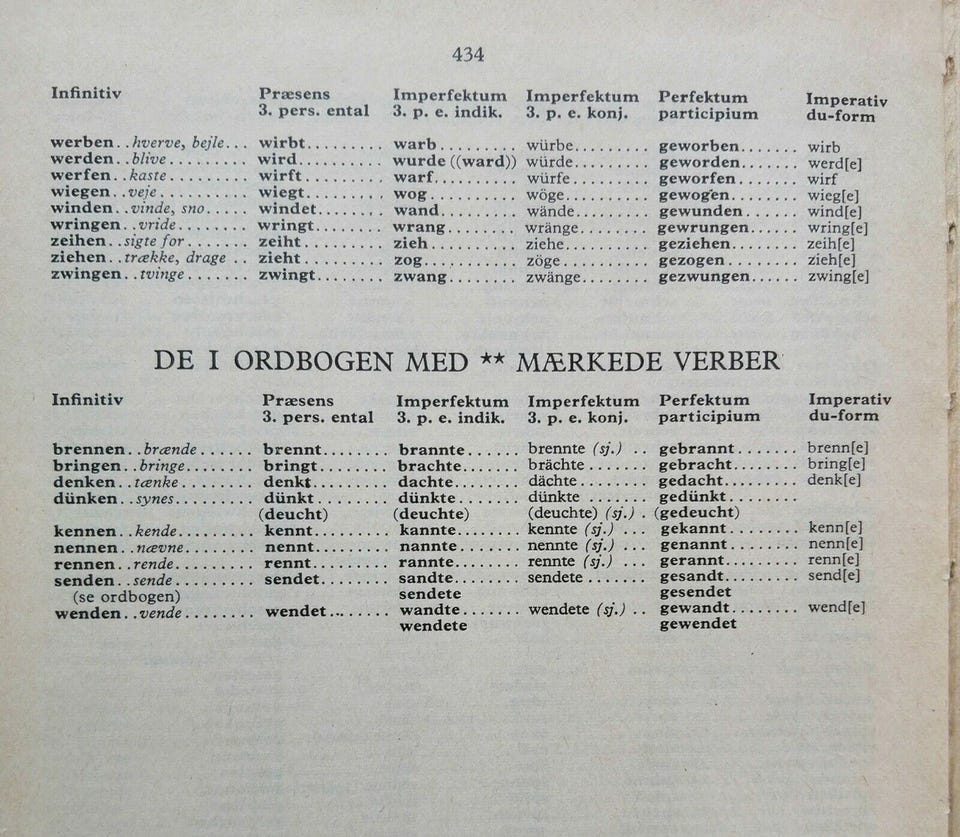 434
Infinitiv Præsens Imperfektum Imperfektum Perfektum Imperativ
3. pers. ental 3. p. e. indik. 3. p. e. konj. participium du-form
werben..hverve, bejle... wirbt........ warb.......... würbe........ geworben...... wirb
werden..blive.......... wird......... wurde ((ward)) würde........ geworden...... werd[e]
werfen..kaste.......... wirft........ warf.......... würfe........ geworfen...... wirf
wiegen..veje........... wiegt........ wog........... wöge......... gewogen....... wieg[e]
winden..vinde, sno..... windet....... wand.......... wände........ gewunden...... wind[e]
wringen..vride......... wringt....... wrang......... wränge....... gewrungen..... wring[e]
zeihen..sigte for....... zeiht........ zieh.......... ziehe........ geziehen...... zeih[e]
ziehen..trække, drage.. zieht........ zog........... zöge......... gezogen....... zieh[e]
zwingen..tvinge........ zwingt....... zwang......... zwänge....... gezwungen..... zwing[e]
DE I ORDBOGEN MED ** MÆRKEDE VERBER
Infinitiv Præsens Imperfektum Imperfektum Perfektum Imperativ
3. pers. ental 3. p. e. indik. 3. p. e. konj. participium du-form
brennen..brænde...... brennt....... brannte...... brennte (sj.) .. gebrannt....... brenn[e]
bringen..bringe........ bringt....... brachte...... brächte....... gebracht....... bring[e]
denken..tænke........ denkt....... dachte....... dächte....... gedacht....... denk[e]
dünken..synes........ dünkt....... dünkte....... dünkte....... gedünkt.......
(deucht) (deuchte) (deuchte) (sj.) . (gedeucht)
kennen..kende........ kennt....... kannte....... kennte (sj.) ... gekannt....... kenn[e]
nennen..nævne........ nennt....... nannte....... nennte (sj.) ... genannt....... nenn[e]
rennen..rende........ rennt....... rannte....... rennte (sj.) ... gerannt....... renn[e]
senden..sende........ sendet....... sandte....... sendete....... gesandt....... send[e]
(se ordbogen) sendete gesendet
wenden..vende........ wendet...... wandte....... wendete (sj.) .. gewandt....... wend[e]
wendete gewendet